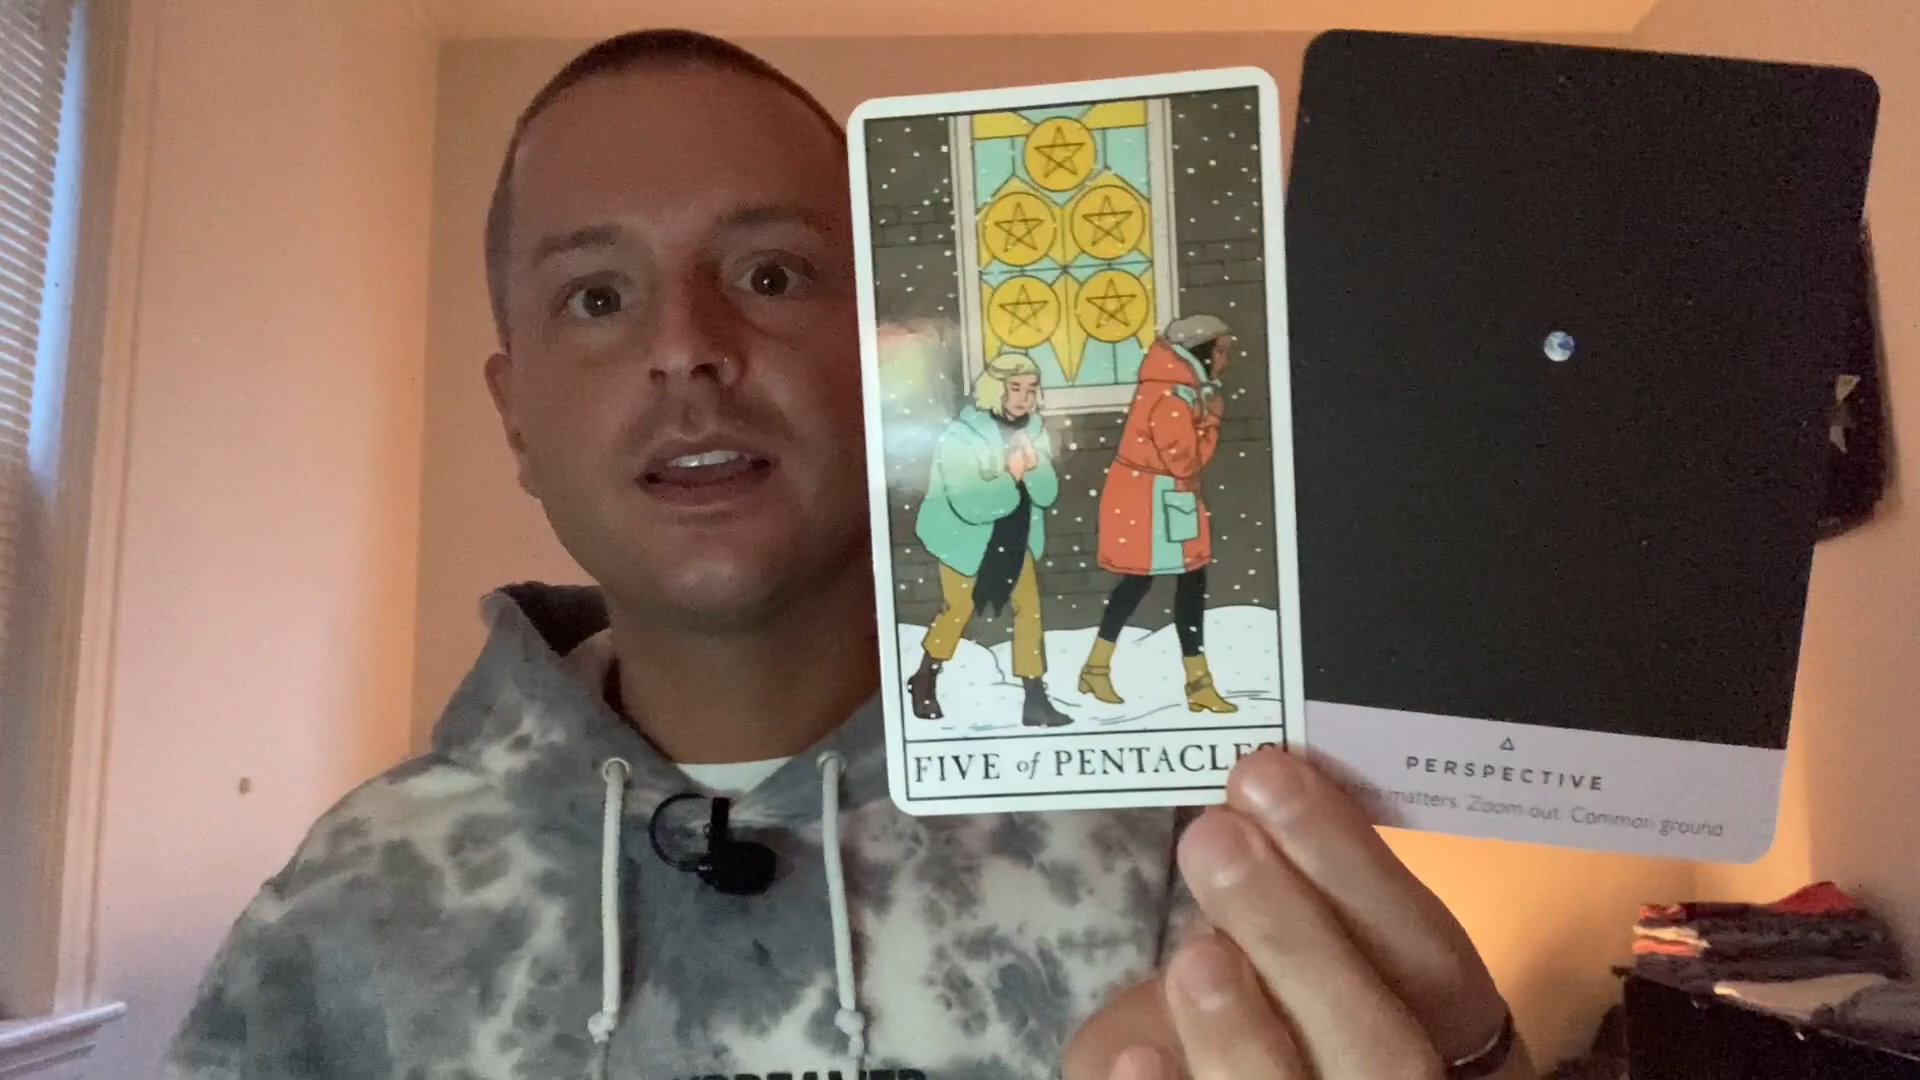 FIVE of PENTACLES
PERSPECTIVE
matters. Zoom out. Common ground